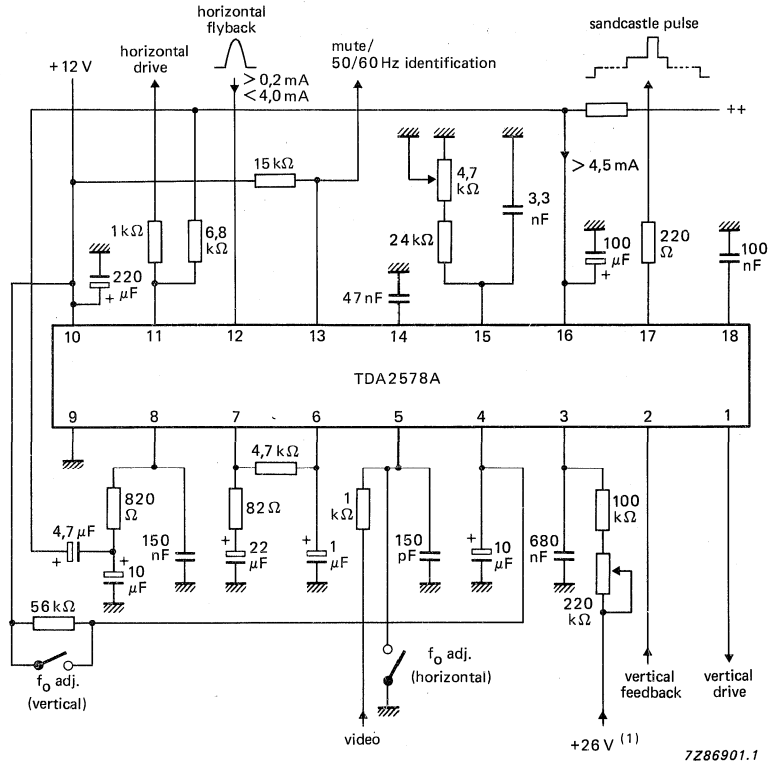 horizontal
flyback
sandcastle pulse
+12 V
horizontal
drive
mute/
50/60 Hz identification
> 0,2 mA
< 4,0 mA
++
15 kΩ
4,7
kΩ
> 4,5 mA
3,3
nF
1 kΩ
6,8
kΩ
24 kΩ
100
µF
+
220
Ω
100
nF
220
µF
+
47 nF
10
11
12
13
14
15
16
17
18
TDA2578A
9
8
7
6
5
4
3
2
1
4,7 kΩ
820
Ω
82 Ω
1
kΩ
100
kΩ
4,7 µF
+
150
nF
+
22
µF
+
1
µF
150
pF
+
10
µF
680
nF
+
10
µF
220
kΩ
56 kΩ
fo adj.
(vertical)
fo adj.
(horizontal)
vertical
feedback
vertical
drive
video
+26 V (1)
7Z86901.1